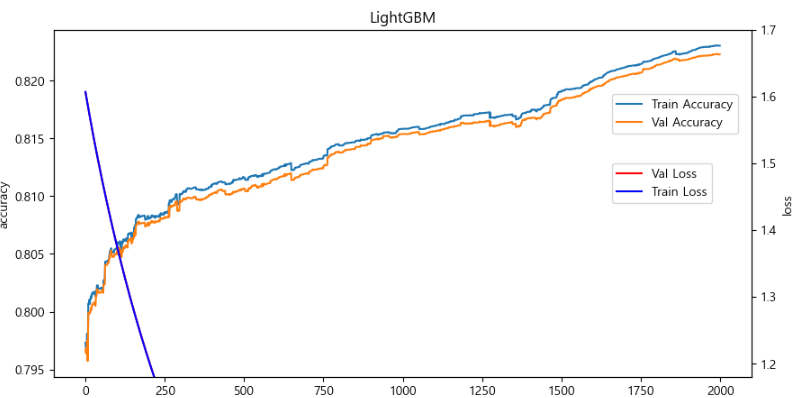 LightGBM
accuracy
0.820
0.815
0.810
0.805
0.800
0.795
Train Accuracy
Val Accuracy
Val Loss
Train Loss
1.7
1.6
1.5
1.4
1.3
1.2
loss
0 250 500 750 1000 1250 1500 1750 2000